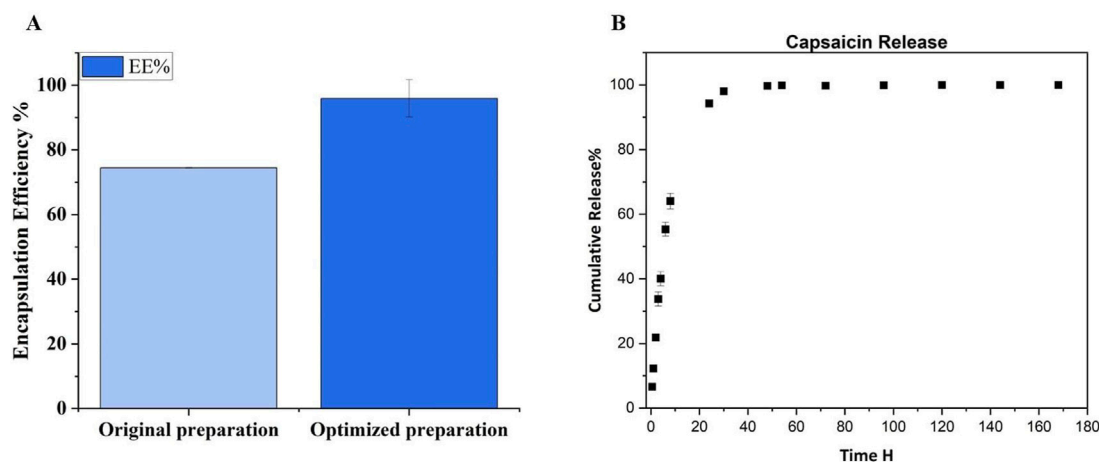 A
EE%
Encapsulation Efficiency %
100
80
60
40
20
0
Original preparation
Optimized preparation
B
Capsaicin Release
Cumulative Release%
100
80
60
40
20
0
0 20 40 60 80 100 120 140 160 180
Time H